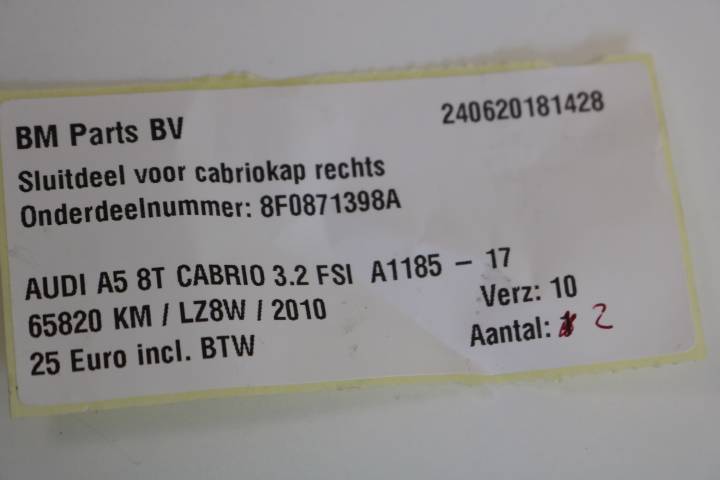 BM Parts BV 240620181428
Sluitdeel voor cabriokap rechts
Onderdeelnummer: 8F0871398A
AUDI A5 8T CABRIO 3.2 FSI A1185 - 17
65820 KM / LZ8W / 2010 Verz: 10
25 Euro incl. BTW Aantal: 1 2